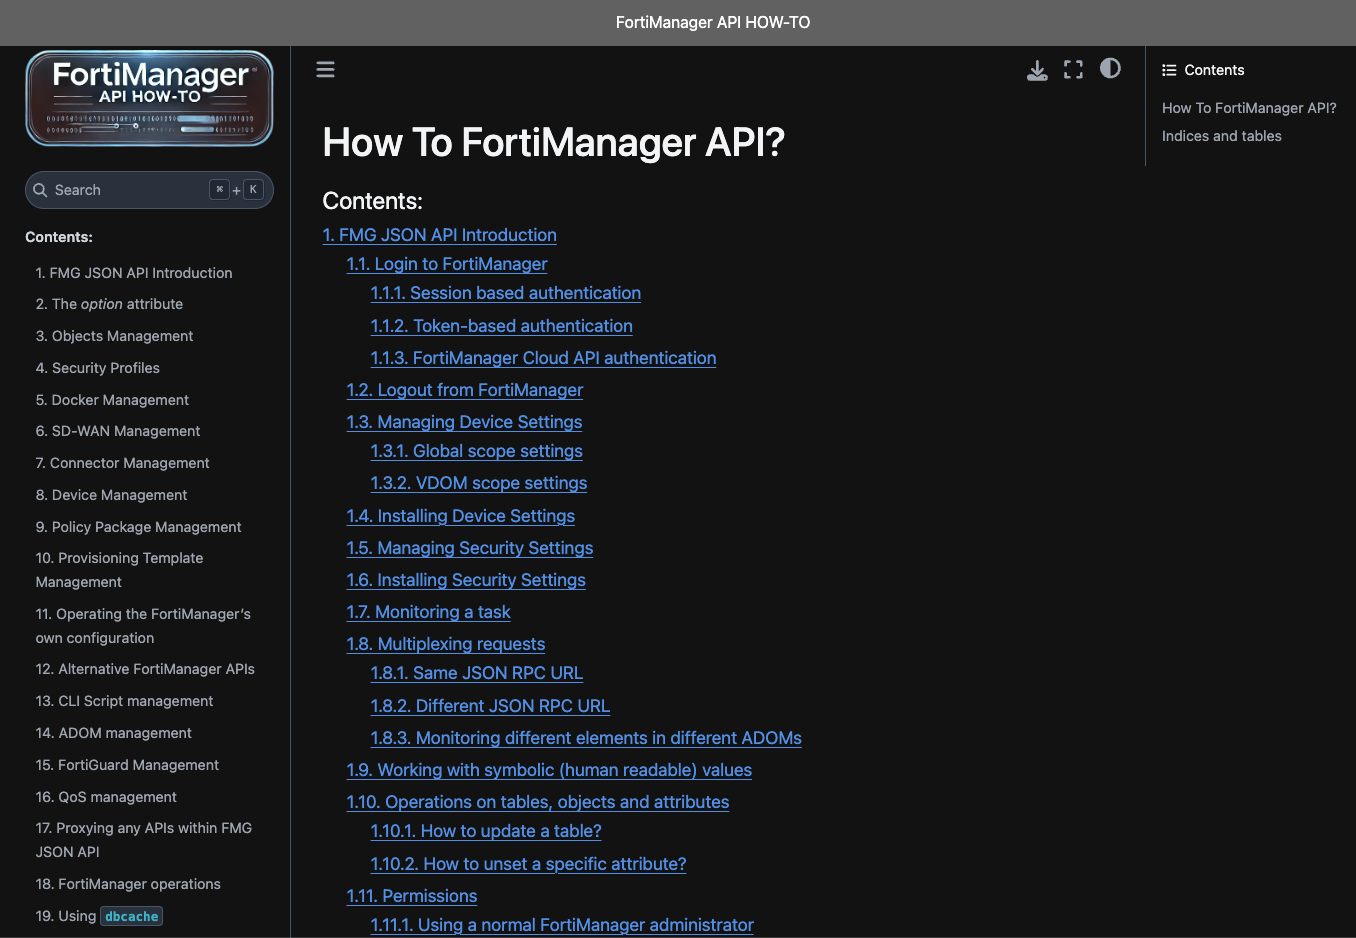 FortiManager API HOW-TO
FortiManager
API HOW-TO
Search
⌘ + K
Contents:
1. FMG JSON API Introduction
2. The option attribute
3. Objects Management
4. Security Profiles
5. Docker Management
6. SD-WAN Management
7. Connector Management
8. Device Management
9. Policy Package Management
10. Provisioning Template
Management
11. Operating the FortiManager’s
own configuration
12. Alternative FortiManager APIs
13. CLI Script management
14. ADOM management
15. FortiGuard Management
16. QoS management
17. Proxying any APIs within FMG
JSON API
18. FortiManager operations
19. Using dbcache
How To FortiManager API?
Contents:
1. FMG JSON API Introduction
1.1. Login to FortiManager
1.1.1. Session based authentication
1.1.2. Token-based authentication
1.1.3. FortiManager Cloud API authentication
1.2. Logout from FortiManager
1.3. Managing Device Settings
1.3.1. Global scope settings
1.3.2. VDOM scope settings
1.4. Installing Device Settings
1.5. Managing Security Settings
1.6. Installing Security Settings
1.7. Monitoring a task
1.8. Multiplexing requests
1.8.1. Same JSON RPC URL
1.8.2. Different JSON RPC URL
1.8.3. Monitoring different elements in different ADOMs
1.9. Working with symbolic (human readable) values
1.10. Operations on tables, objects and attributes
1.10.1. How to update a table?
1.10.2. How to unset a specific attribute?
1.11. Permissions
1.11.1. Using a normal FortiManager administrator
Contents
How To FortiManager API?
Indices and tables